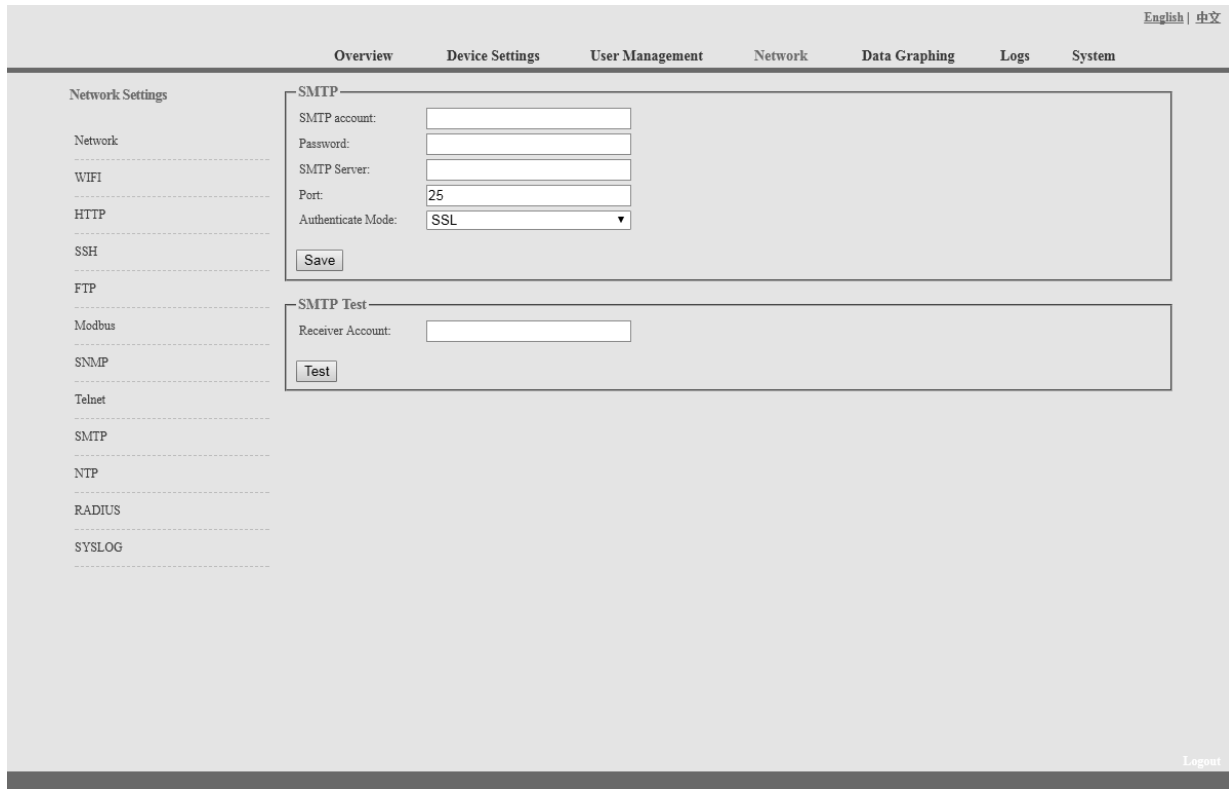 English | 中文
Overview Device Settings User Management Network Data Graphing Logs System
Network Settings
Network
WIFI
HTTP
SSH
FTP
Modbus
SNMP
Telnet
SMTP
NTP
RADIUS
SYSLOG
SMTP
SMTP account:
Password:
SMTP Server:
Port: 25
Authenticate Mode: SSL
Save
SMTP Test
Receiver Account:
Test
Logout